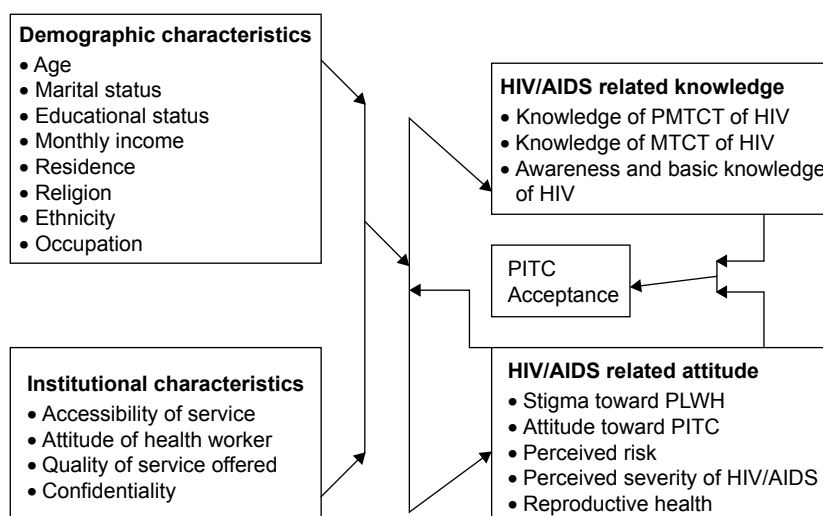 Demographic characteristics
• Age
• Marital status
• Educational status
• Monthly income
• Residence
• Religion
• Ethnicity
• Occupation
Institutional characteristics
• Accessibility of service
• Attitude of health worker
• Quality of service offered
• Confidentiality
HIV/AIDS related knowledge
• Knowledge of PMTCT of HIV
• Knowledge of MTCT of HIV
• Awareness and basic knowledge
of HIV
PITC
Acceptance
HIV/AIDS related attitude
• Stigma toward PLWH
• Attitude toward PITC
• Perceived risk
• Perceived severity of HIV/AIDS
• Reproductive health